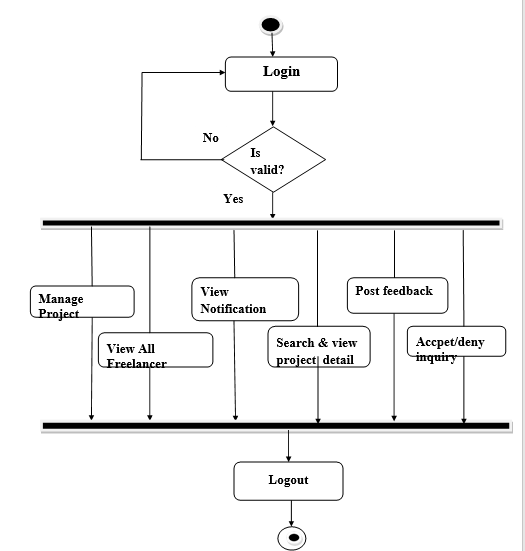 Login
No
Is
valid?
Yes
Manage
Project
View All
Freelancer
View
Notification
Search & view
project detail
Post feedback
Accpet/deny
inquiry
Logout